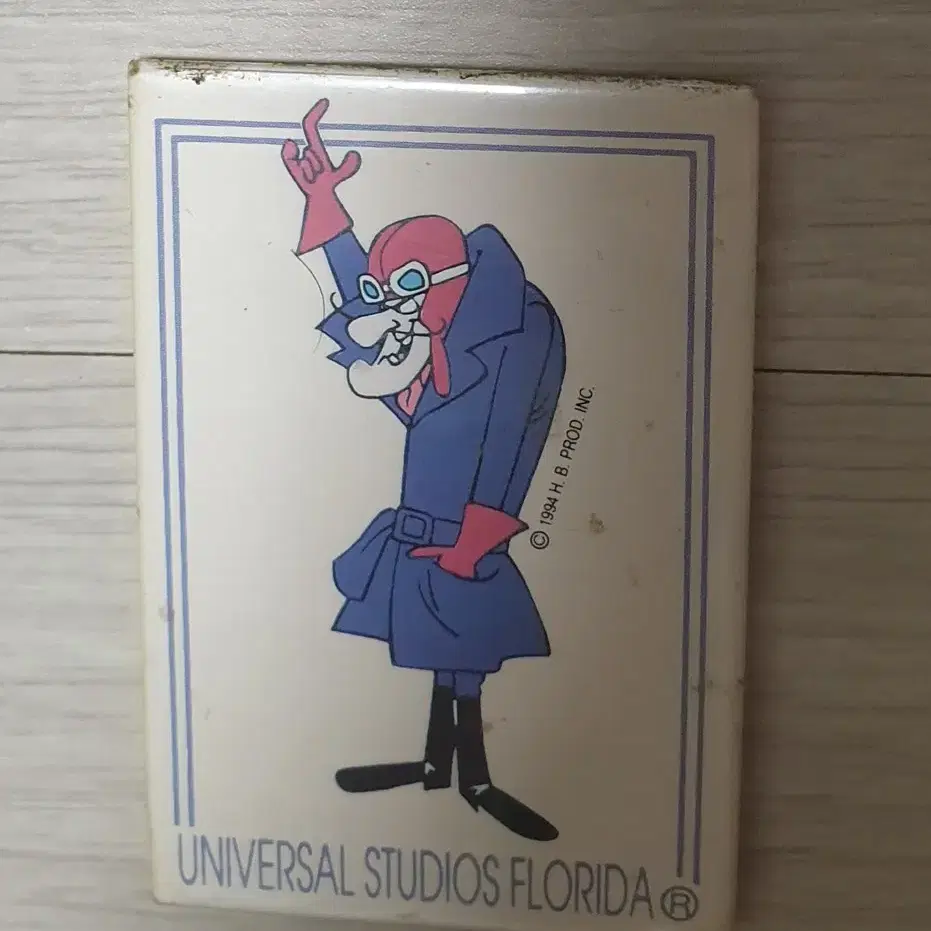 © 1994 H. B. PROD. INC.
UNIVERSAL STUDIOS FLORIDA ®